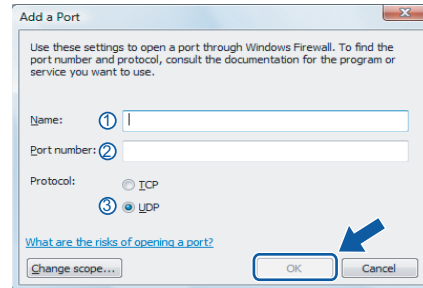 Add a Port
Use these settings to open a port through Windows Firewall. To find the
port number and protocol, consult the documentation for the program or
service you want to use.
Name: ①
Port number: ②
Protocol: TCP
③ UDP
What are the risks of opening a port?
Change scope... OK Cancel